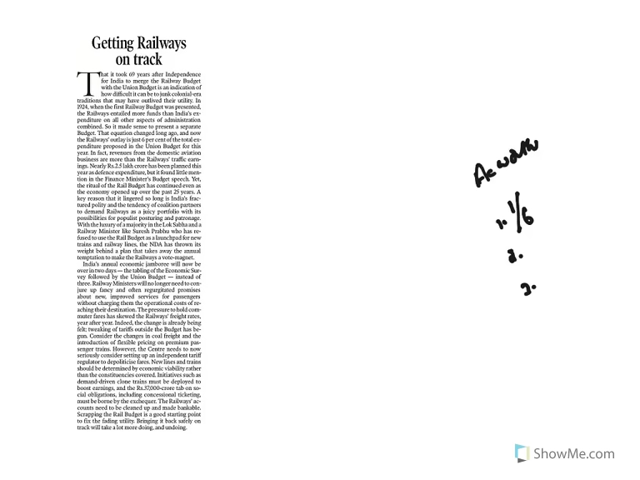 Getting Railways
on track
That it took 69 years after Independence
for India to merge the Railway Budget
with the Union Budget is an indication of
how difficult it can be to junk colonial-era
traditions that may have outlived their utility. In
1924, when the first Railway Budget was presented,
the Railways entailed more funds than India's ex-
penditure on all other aspects of administration
combined. So it made sense to present a separate
Budget. That equation changed long ago, and now
the Railways' outlay is just 6 per cent of the total ex-
penditure proposed in the Union Budget for this
year. In fact, revenues from the domestic aviation
business are more than the Railways' traffic earn-
ings. Nearly Rs.2.5 lakh crore has been planned this
year as defence expenditure, but it found little men-
tion in the Finance Minister's Budget speech. Yet,
the ritual of the Rail Budget has continued even as
the economy opened up over the past 25 years. A
key reason that it lingered so long is India's frac-
tured polity and the tendency of coalition partners
to demand Railways as a juicy portfolio with its
possibilities for populist posturing and patronage.
With the luxury of a majority in the Lok Sabha and a
Railway Minister like Suresh Prabhu who has re-
fused to use the Rail Budget as a launchpad for new
trains and railway lines, the NDA has thrown its
weight behind a plan that takes away the annual
temptation to make the Railways a vote-magnet.
India's annual economic jamboree will now be
over in two days — the tabling of the Economic Sur-
vey followed by the Union Budget — instead of
three. Railway Ministers will no longer need to con-
jure up fancy and often regurgitated promises
about new, improved services for passengers
without charging them the operational costs of re-
aching their destination. The pressure to hold com-
muter fares has skewed the Railways' freight rates,
year after year. Indeed, the change is already being
felt; tweaking of tariffs outside the Budget has be-
gun. Consider the changes in coal freight and the
introduction of flexible pricing on premium pas-
senger trains. However, the Centre needs to now
seriously consider setting up an independent tariff
regulator to depoliticise fares. New lines and trains
should be determined by economic viability rather
than the constituencies covered. Initiatives such as
demand-driven clone trains must be deployed to
boost earnings, and the Rs.37,000-crore tab on so-
cial obligations, including concessional ticketing,
must be borne by the exchequer. The Railways' ac-
counts need to be cleaned up and made bankable.
Scrapping the Rail Budget is a good starting point
to fix the fading utility. Bringing it back safely on
track will take a lot more doing, and undoing.
Acworth
1. 1/6
2.
3.
ShowMe.com